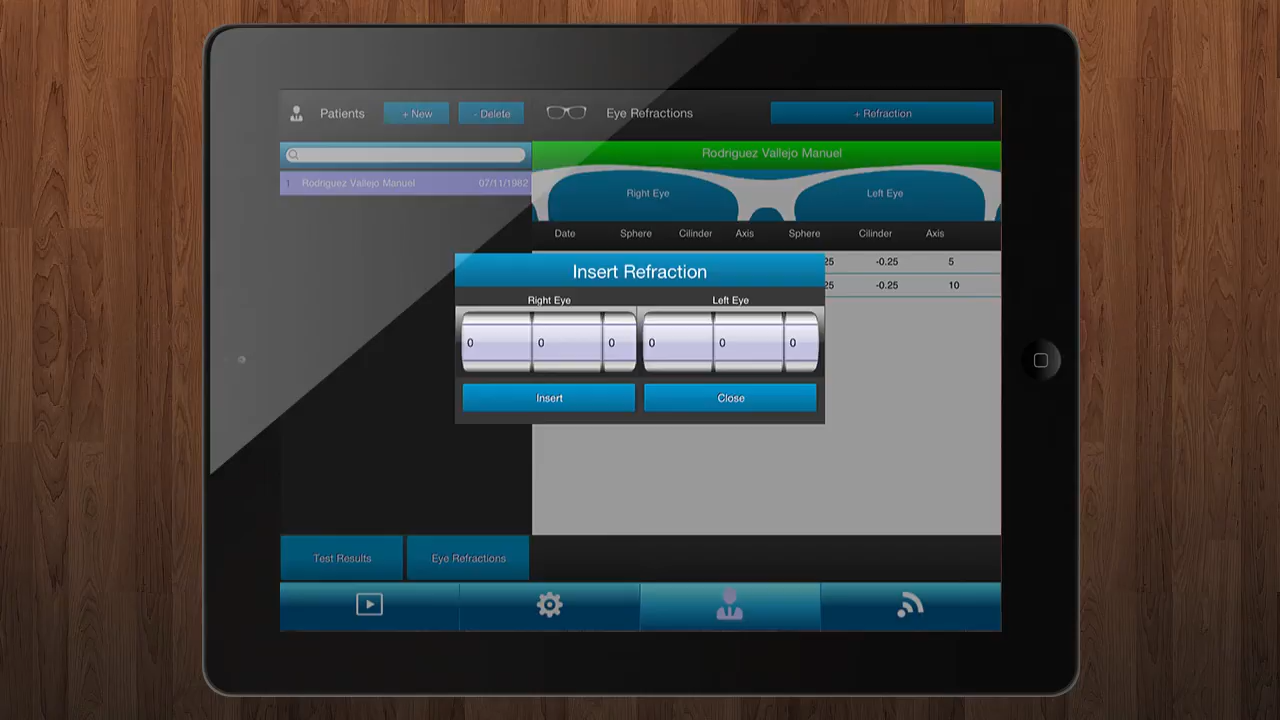 Patients
+ New
- Delete
Eye Refractions
+ Refraction
Rodriguez Vallejo Manuel
1 Rodriguez Vallejo Manuel 07/11/1982
Right Eye
Left Eye
Date Sphere Cilinder Axis Sphere Cilinder Axis
25 -0.25 5
25 -0.25 10
Insert Refraction
Right Eye Left Eye
0 0 0 0 0 0
Insert Close
Test Results Eye Refractions